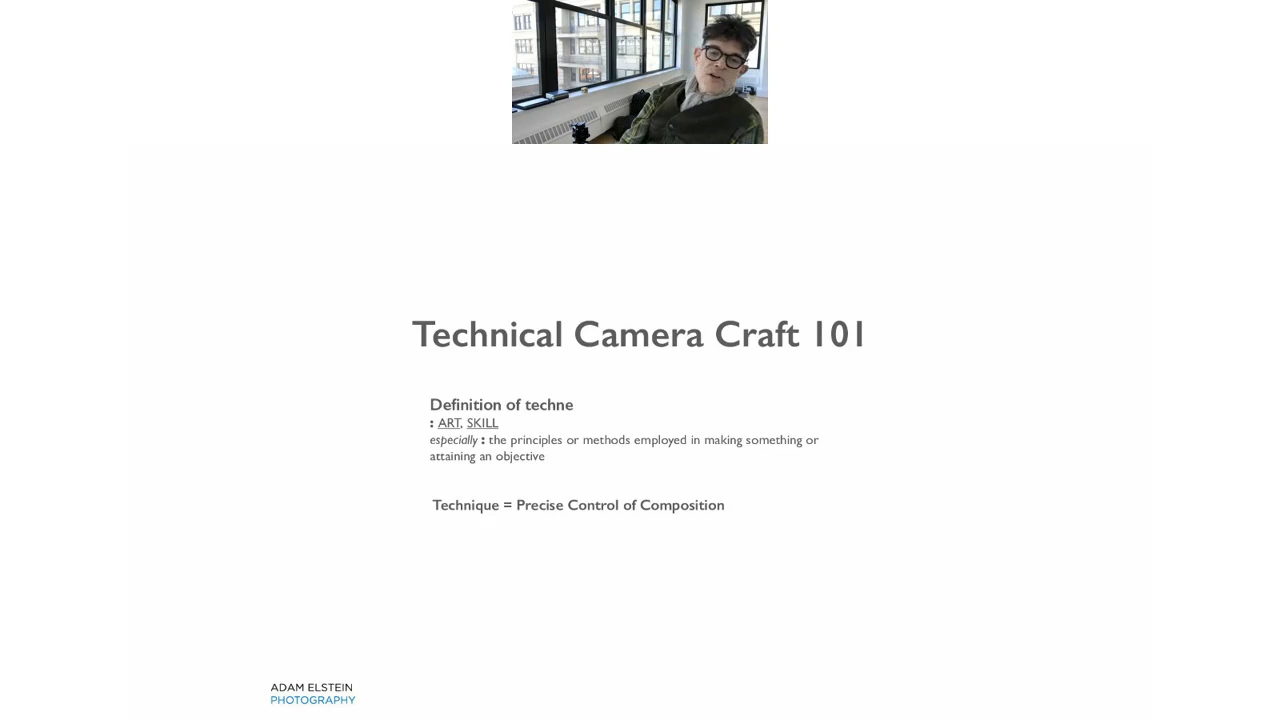 Technical Camera Craft 101
Definition of techne
: ART, SKILL
especially : the principles or methods employed in making something or
attaining an objective
Technique = Precise Control of Composition
ADAM ELSTEIN
PHOTOGRAPHY